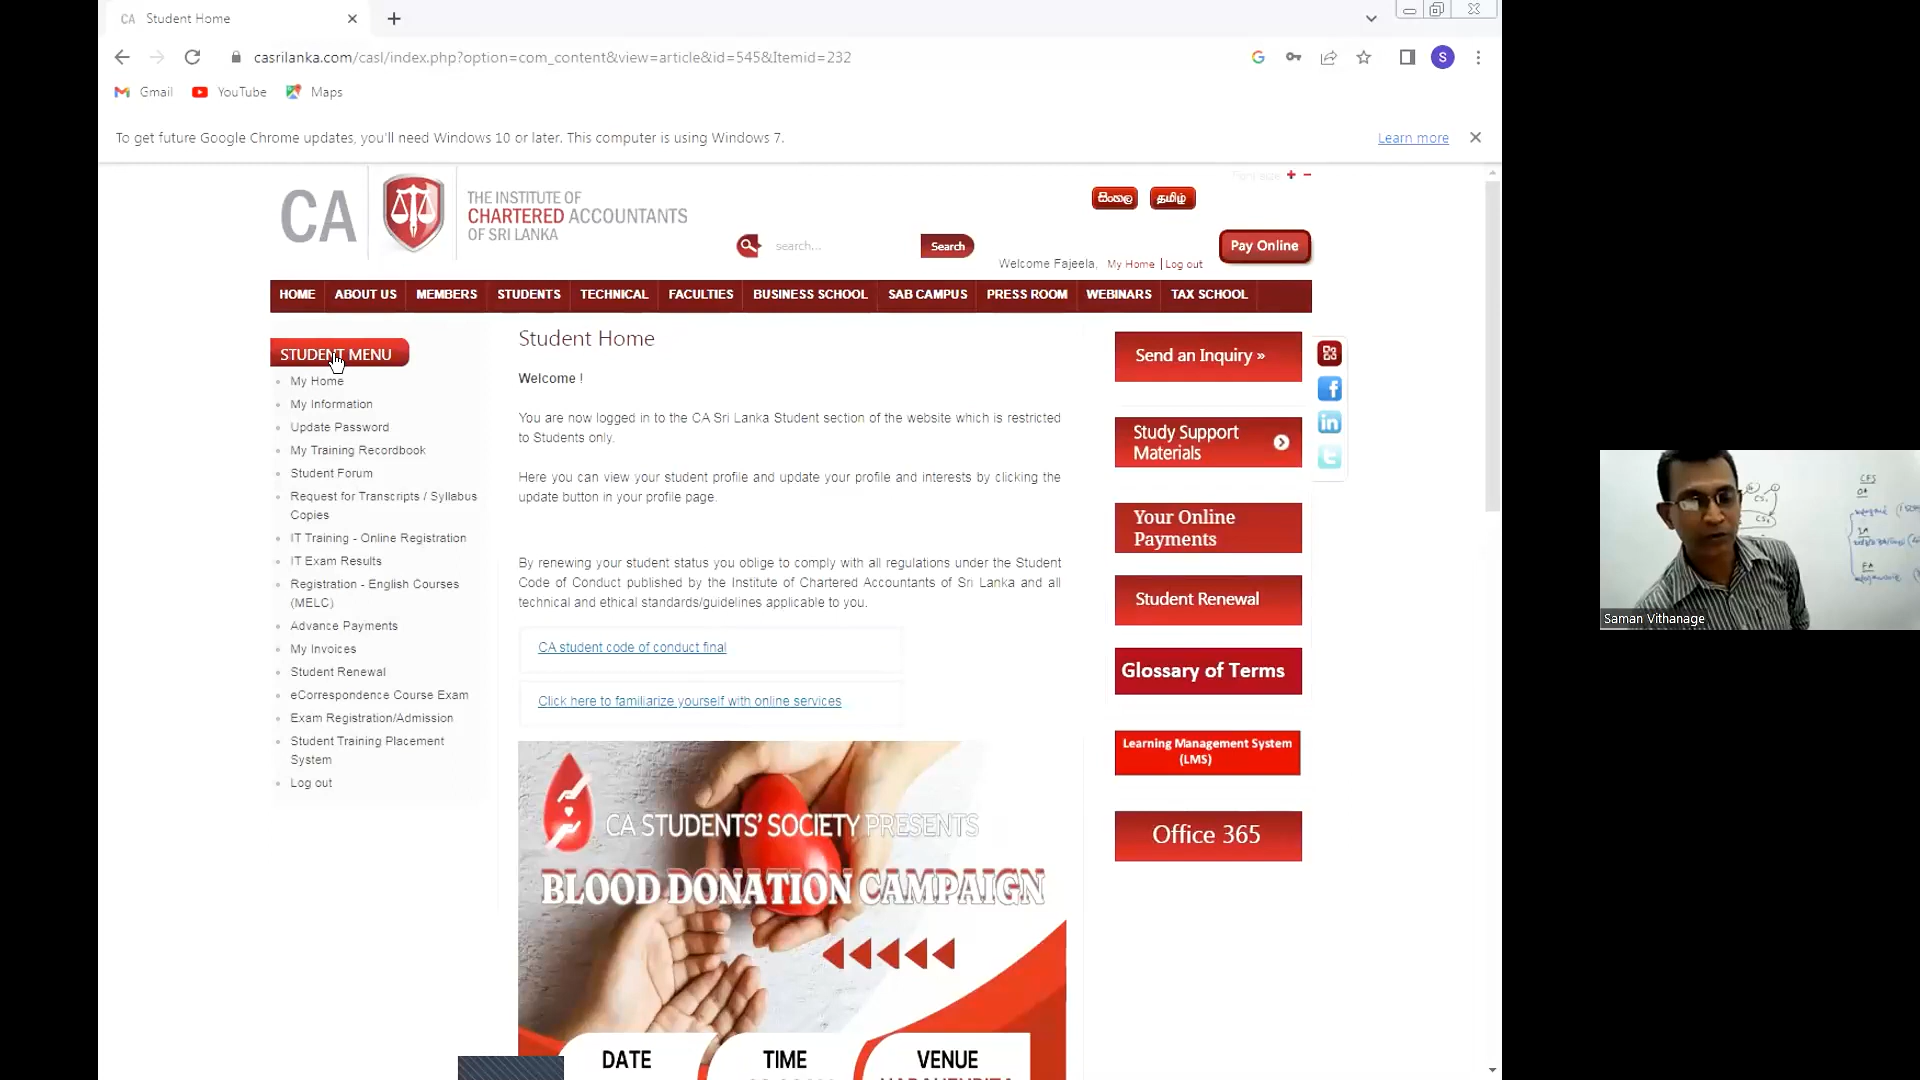 CA Student Home
casrilanka.com/casl/index.php?option=com_content&view=article&id=545&Itemid=232
S
Gmail YouTube Maps
To get future Google Chrome updates, you'll need Windows 10 or later. This computer is using Windows 7. Learn more
CA
THE INSTITUTE OF
CHARTERED ACCOUNTANTS
OF SRI LANKA
සිංහල தமிழ்
search... Search
Welcome Fajeela, My Home | Log out
Pay Online
HOME ABOUT US MEMBERS STUDENTS TECHNICAL FACULTIES BUSINESS SCHOOL SAB CAMPUS PRESS ROOM WEBINARS TAX SCHOOL
STUDENT MENU
My Home
My Information
Update Password
My Training Recordbook
Student Forum
Request for Transcripts / Syllabus
Copies
IT Training - Online Registration
IT Exam Results
Registration - English Courses
(MELC)
Advance Payments
My Invoices
Student Renewal
eCorrespondence Course Exam
Exam Registration/Admission
Student Training Placement
System
Log out
Student Home
Welcome !
You are now logged in to the CA Sri Lanka Student section of the website which is restricted
to Students only.
Here you can view your student profile and update your profile and interests by clicking the
update button in your profile page.
By renewing your student status you oblige to comply with all regulations under the Student
Code of Conduct published by the Institute of Chartered Accountants of Sri Lanka and all
technical and ethical standards/guidelines applicable to you.
CA student code of conduct final
Click here to familiarize yourself with online services
CA STUDENTS' SOCIETY PRESENTS
BLOOD DONATION CAMPAIGN
DATE TIME VENUE
Send an Inquiry »
Study Support
Materials
Your Online
Payments
Student Renewal
Glossary of Terms
Learning Management System
(LMS)
Office 365
Saman Vithanage